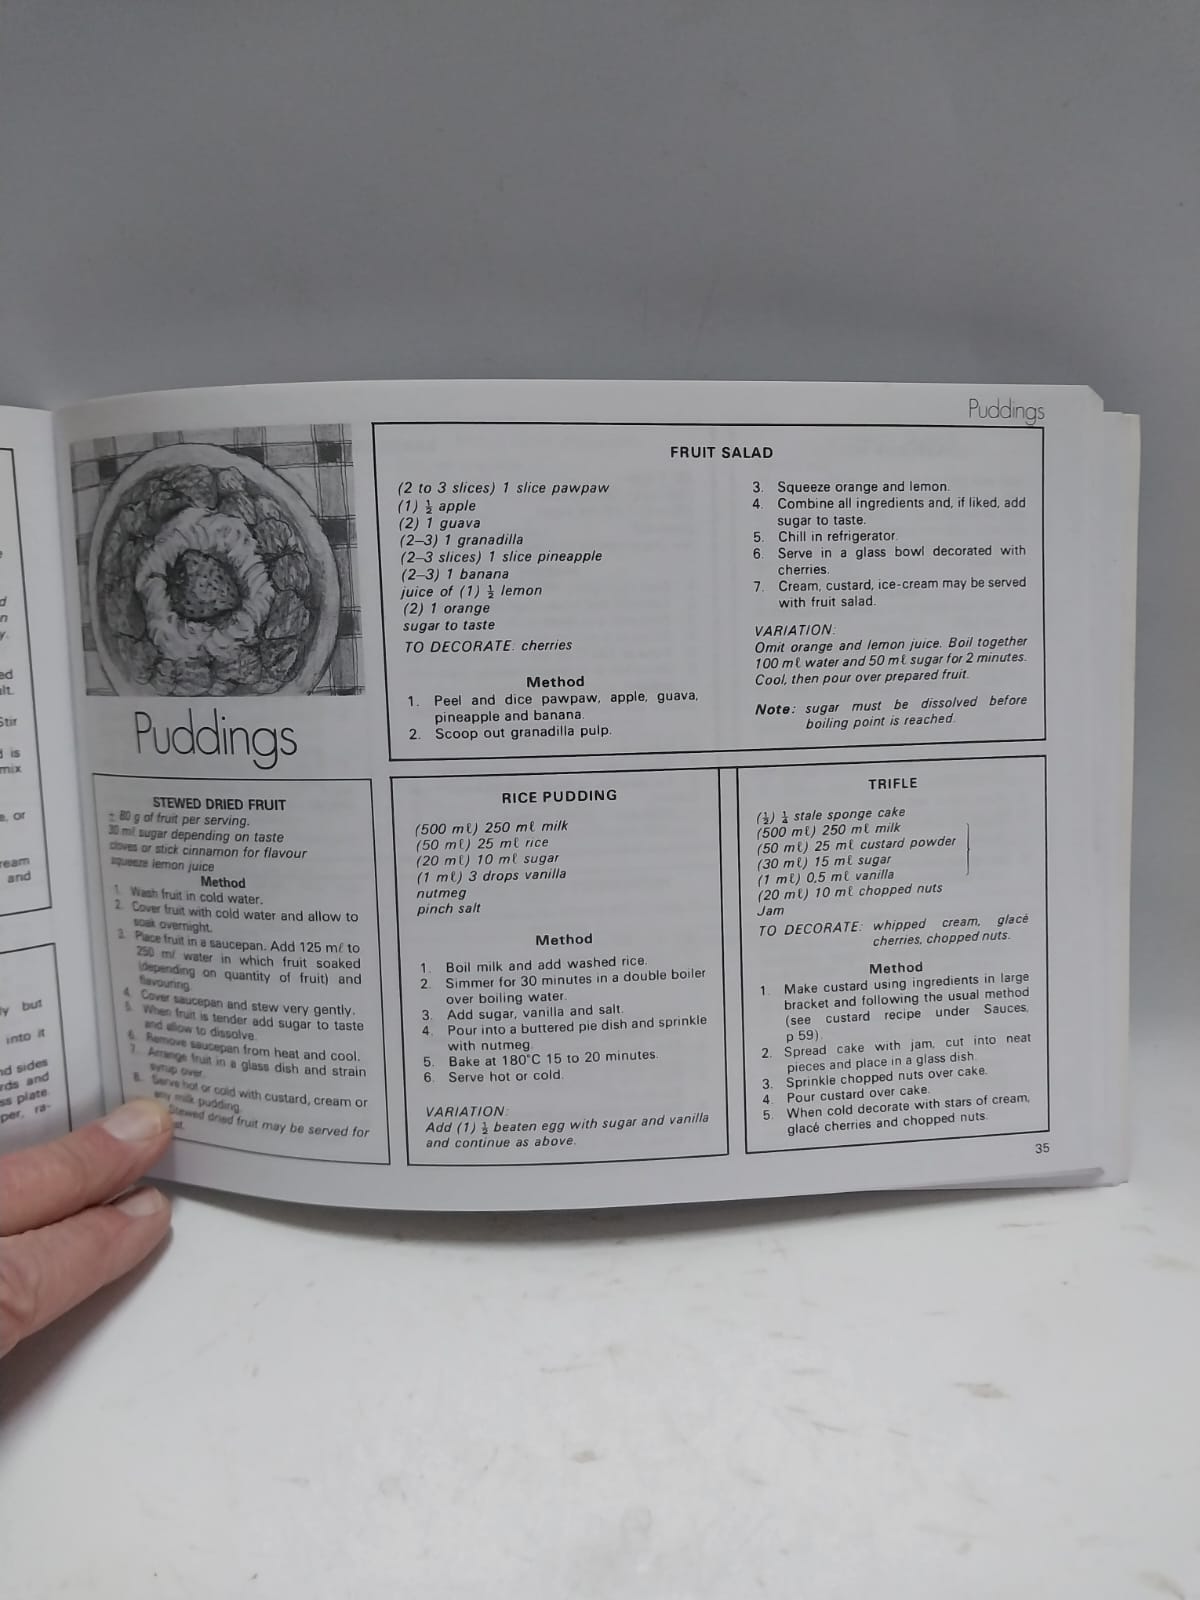 Puddings
FRUIT SALAD
(2 to 3 slices) 1 slice pawpaw
(1) ½ apple
(2) 1 guava
(2–3) 1 granadilla
(2–3 slices) 1 slice pineapple
(2–3) 1 banana
juice of (1) ½ lemon
(2) 1 orange
sugar to taste
TO DECORATE: cherries
Method
1. Peel and dice pawpaw, apple, guava,
pineapple and banana.
2. Scoop out granadilla pulp.
3. Squeeze orange and lemon.
4. Combine all ingredients and, if liked, add
sugar to taste.
5. Chill in refrigerator.
6. Serve in a glass bowl decorated with
cherries.
7. Cream, custard, ice-cream may be served
with fruit salad.
VARIATION:
Omit orange and lemon juice. Boil together
100 mℓ water and 50 mℓ sugar for 2 minutes.
Cool, then pour over prepared fruit.
Note: sugar must be dissolved before
boiling point is reached.
Puddings
STEWED DRIED FRUIT
± 80 g of fruit per serving.
30 mℓ sugar depending on taste
cloves or stick cinnamon for flavour
squeeze lemon juice
Method
1. Wash fruit in cold water.
2. Cover fruit with cold water and allow to
soak overnight.
3. Place fruit in a saucepan. Add 125 mℓ to
250 mℓ water in which fruit soaked
(depending on quantity of fruit) and
flavouring.
4. Cover saucepan and stew very gently.
5. When fruit is tender add sugar to taste
and allow to dissolve.
6. Remove saucepan from heat and cool.
7. Arrange fruit in a glass dish and strain
syrup over.
8. Serve hot or cold with custard, cream or
any milk pudding.
Stewed dried fruit may be served for
RICE PUDDING
(500 mℓ) 250 mℓ milk
(50 mℓ) 25 mℓ rice
(20 mℓ) 10 mℓ sugar
(1 mℓ) 3 drops vanilla
nutmeg
pinch salt
Method
1. Boil milk and add washed rice.
2. Simmer for 30 minutes in a double boiler
over boiling water.
3. Add sugar, vanilla and salt.
4. Pour into a buttered pie dish and sprinkle
with nutmeg.
5. Bake at 180°C 15 to 20 minutes.
6. Serve hot or cold.
VARIATION:
Add (1) ½ beaten egg with sugar and vanilla
and continue as above.
TRIFLE
(½) ¼ stale sponge cake
(500 mℓ) 250 mℓ milk
(50 mℓ) 25 mℓ custard powder
(30 mℓ) 15 mℓ sugar
(1 mℓ) 0,5 mℓ vanilla
(20 mℓ) 10 mℓ chopped nuts
Jam
TO DECORATE: whipped cream, glacé
cherries, chopped nuts.
Method
1. Make custard using ingredients in large
bracket and following the usual method
(see custard recipe under Sauces,
p 59).
2. Spread cake with jam, cut into neat
pieces and place in a glass dish.
3. Sprinkle chopped nuts over cake.
4. Pour custard over cake.
5. When cold decorate with stars of cream,
glacé cherries and chopped nuts.
35